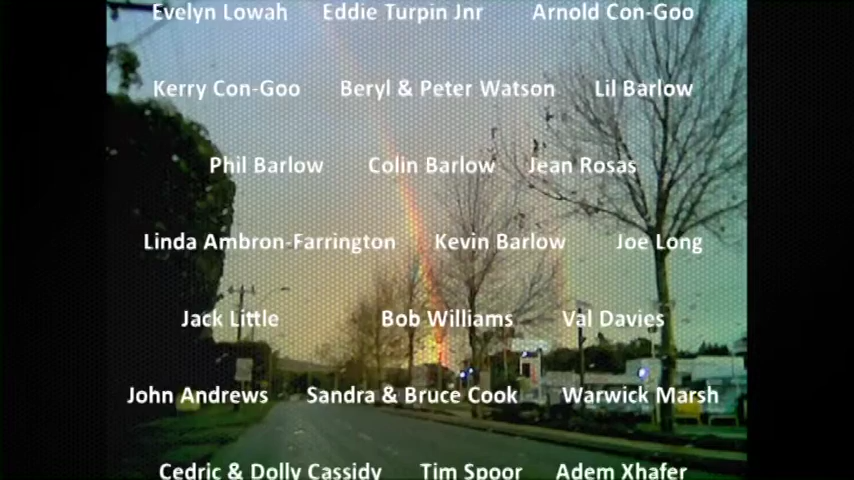 Evelyn Lowah Eddie Turpin Jnr Arnold Con-Goo
Kerry Con-Goo Beryl & Peter Watson Lil Barlow
Phil Barlow Colin Barlow Jean Rosas
Linda Ambron-Farrington Kevin Barlow Joe Long
Jack Little Bob Williams Val Davies
John Andrews Sandra & Bruce Cook Warwick Marsh
Cedric & Dolly Cassidy Tim Spoor Adem Xhafer